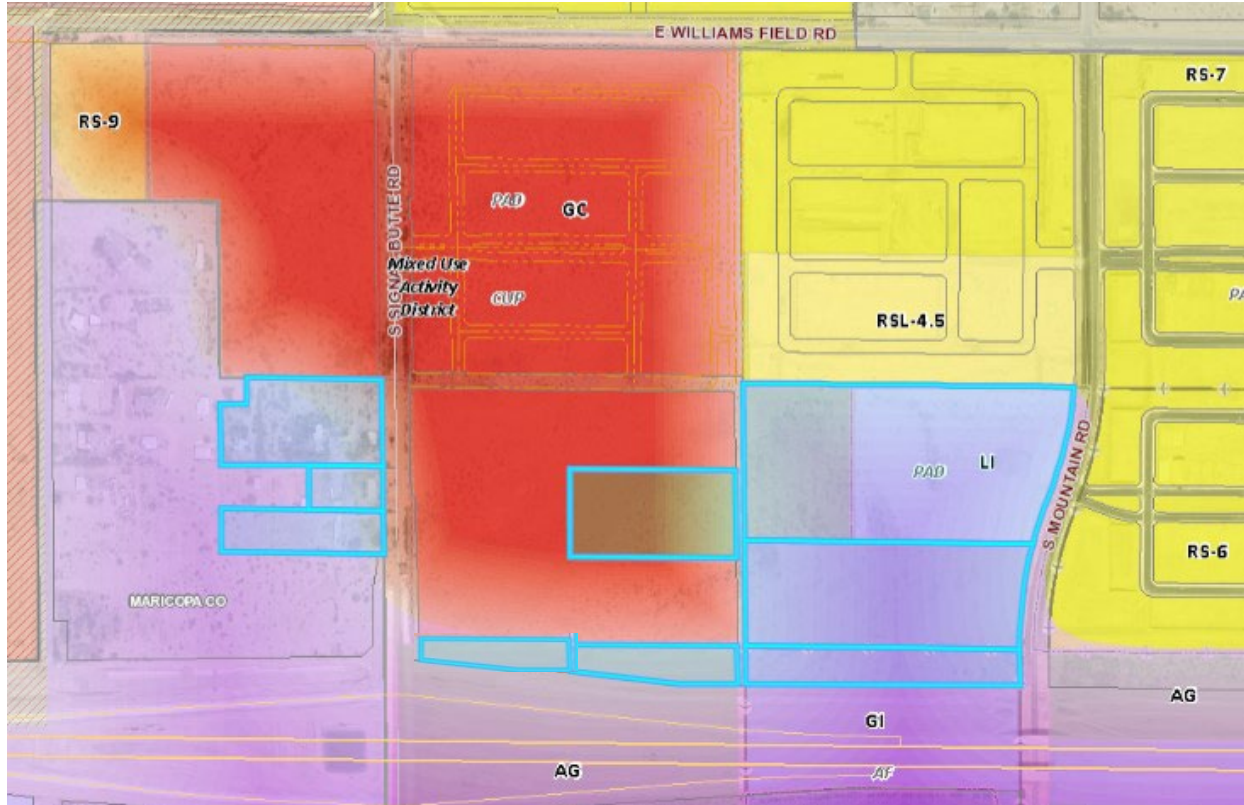 E WILLIAMS FIELD RD
RS-7
RS-9
S SIGNAL BUTTE RD
PAD
GC
Mixed Use
Activity
District
CUP
RSL-4.5
PAD
LI
S MOUNTAIN RD
RS-6
MARICOPA CO
AG
GI
AG
AF